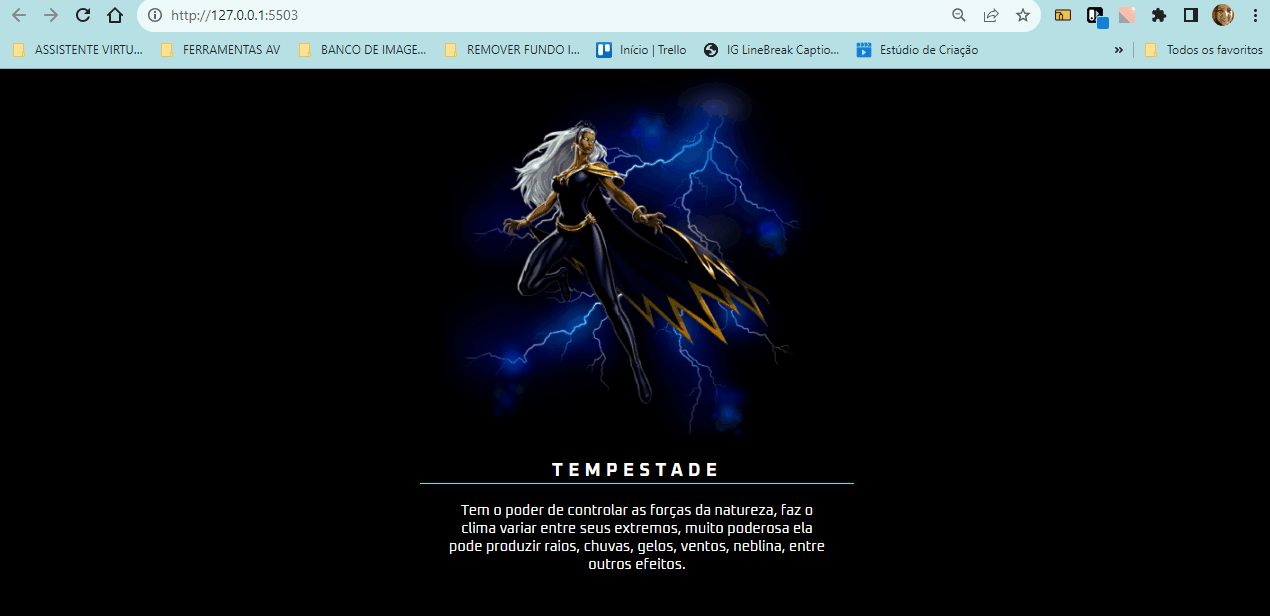 http://127.0.0.1:5503
ASSISTENTE VIRTU...
FERRAMENTAS AV
BANCO DE IMAGE...
REMOVER FUNDO I...
Início | Trello
IG LineBreak Captio...
Estúdio de Criação
»
Todos os favoritos
TEMPESTADE
Tem o poder de controlar as forças da natureza, faz o
clima variar entre seus extremos, muito poderosa ela
pode produzir raios, chuvas, gelos, ventos, neblina, entre
outros efeitos.